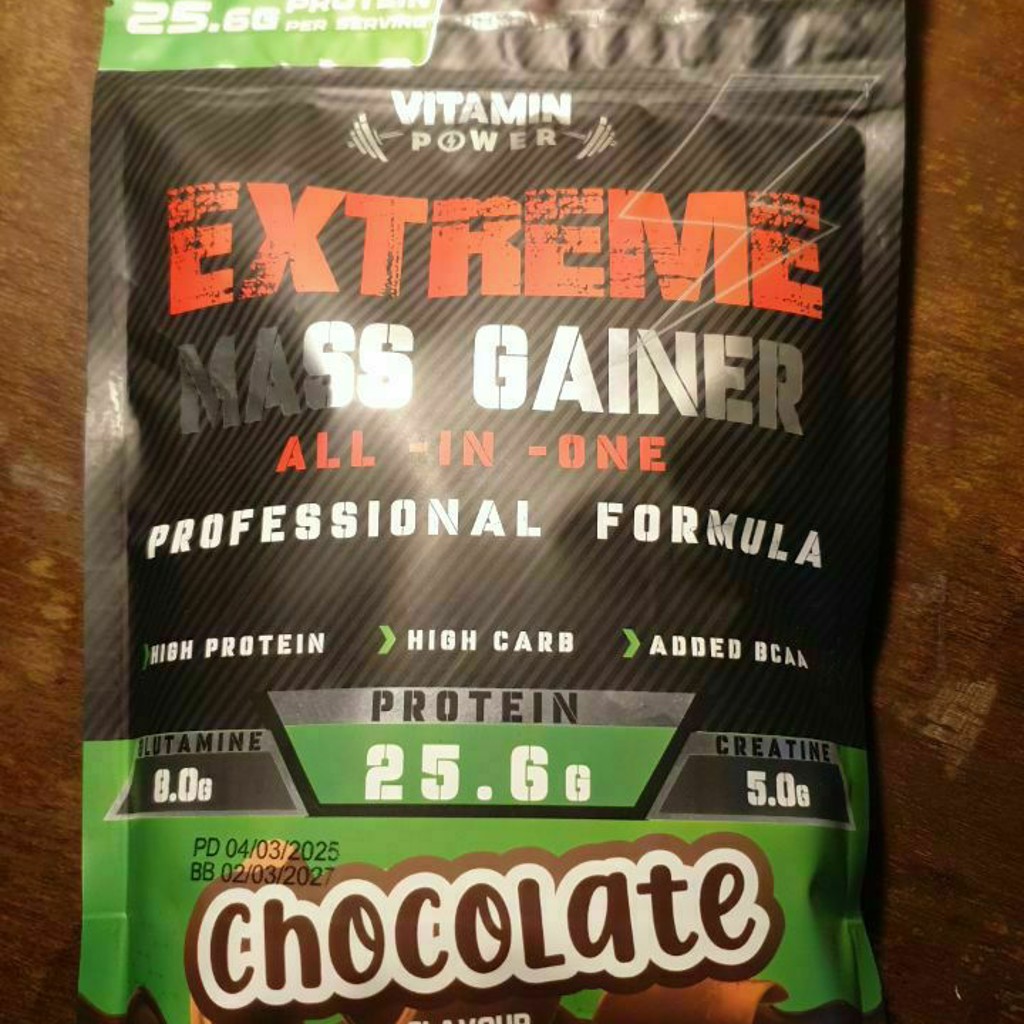 25.6G PROTEIN
PER SERVING
VITAMIN
POWER
EXTREME
MASS GAINER
ALL -IN -ONE
PROFESSIONAL FORMULA
HIGH PROTEIN
HIGH CARB
ADDED BCAA
PROTEIN
25.6G
GLUTAMINE
8.0G
CREATINE
5.0G
PD 04/03/2025
BB 02/03/2027
Chocolate
FLAVOUR